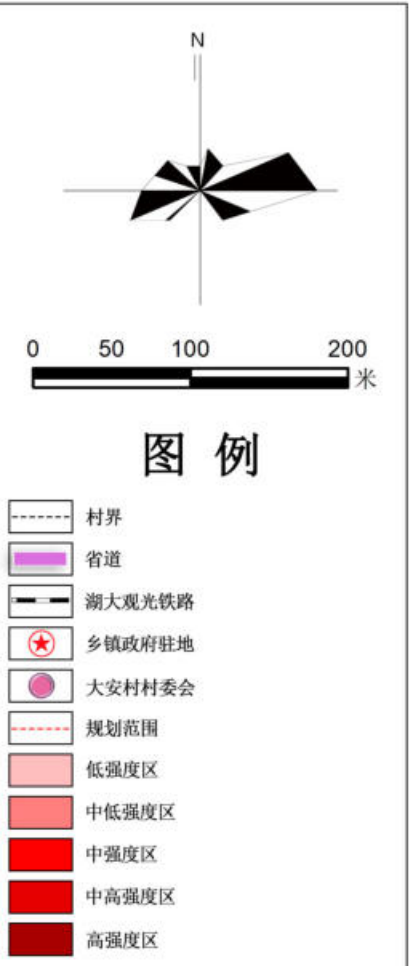 N
0 50 100 200
米
图 例
村界
省道
湖大观光铁路
乡镇政府驻地
大安村村委会
规划范围
低强度区
中低强度区
中强度区
中高强度区
高强度区